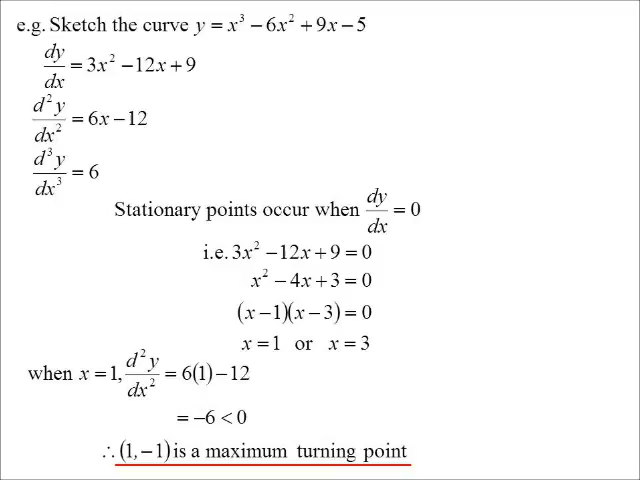 e.g. Sketch the curve y = x³ − 6x² + 9x − 5
dy/dx = 3x² − 12x + 9
d²y/dx² = 6x − 12
d³y/dx³ = 6
Stationary points occur when dy/dx = 0
i.e. 3x² − 12x + 9 = 0
x² − 4x + 3 = 0
(x − 1)(x − 3) = 0
x = 1 or x = 3
when x = 1, d²y/dx² = 6(1) − 12
= −6 < 0
∴ (1, −1) is a maximum turning point